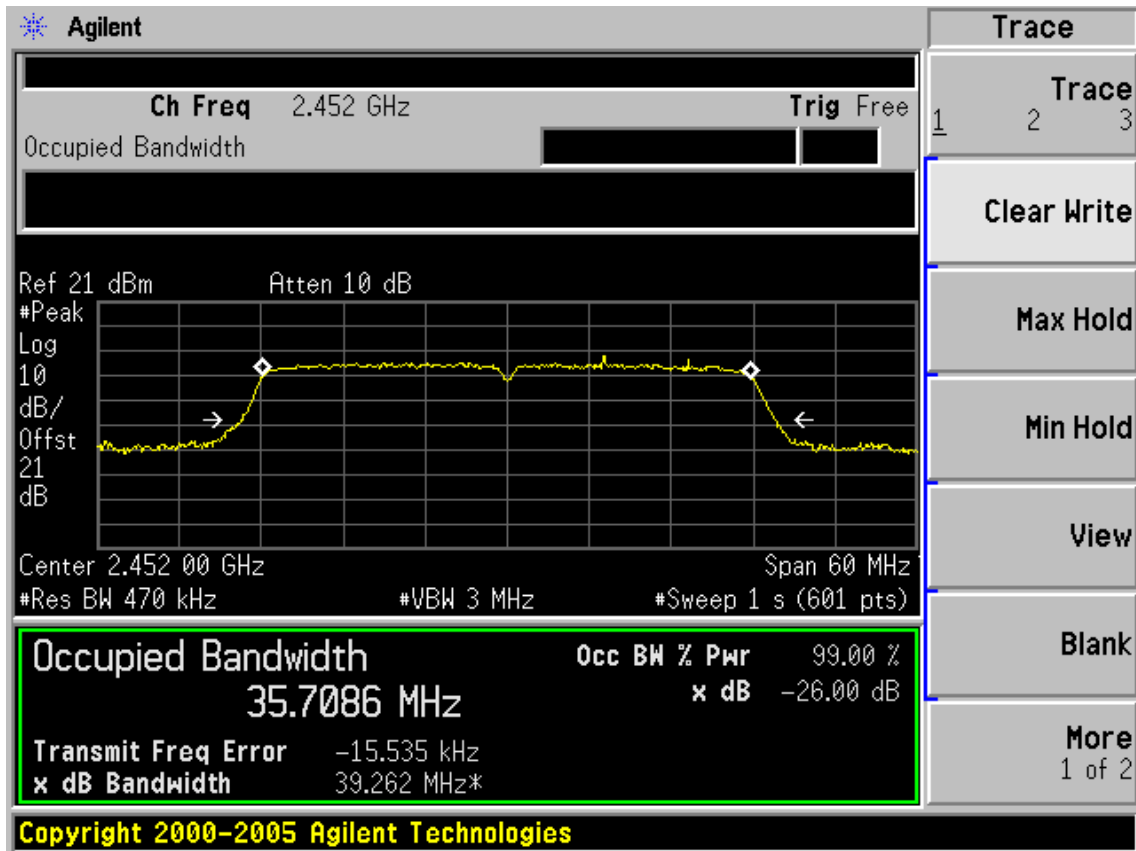 Agilent
Trace
Ch Freq 2.452 GHz Trig Free
Occupied Bandwidth
Trace
1 2 3
Clear Write
Max Hold
Min Hold
View
Blank
More
1 of 2
Ref 21 dBm Atten 10 dB
#Peak
Log
10
dB/
Offst
21
dB
Center 2.452 00 GHz Span 60 MHz
#Res BW 470 kHz #VBW 3 MHz #Sweep 1 s (601 pts)
Occupied Bandwidth Occ BW % Pwr 99.00 %
35.7086 MHz x dB -26.00 dB
Transmit Freq Error -15.535 kHz
x dB Bandwidth 39.262 MHz*
Copyright 2000-2005 Agilent Technologies